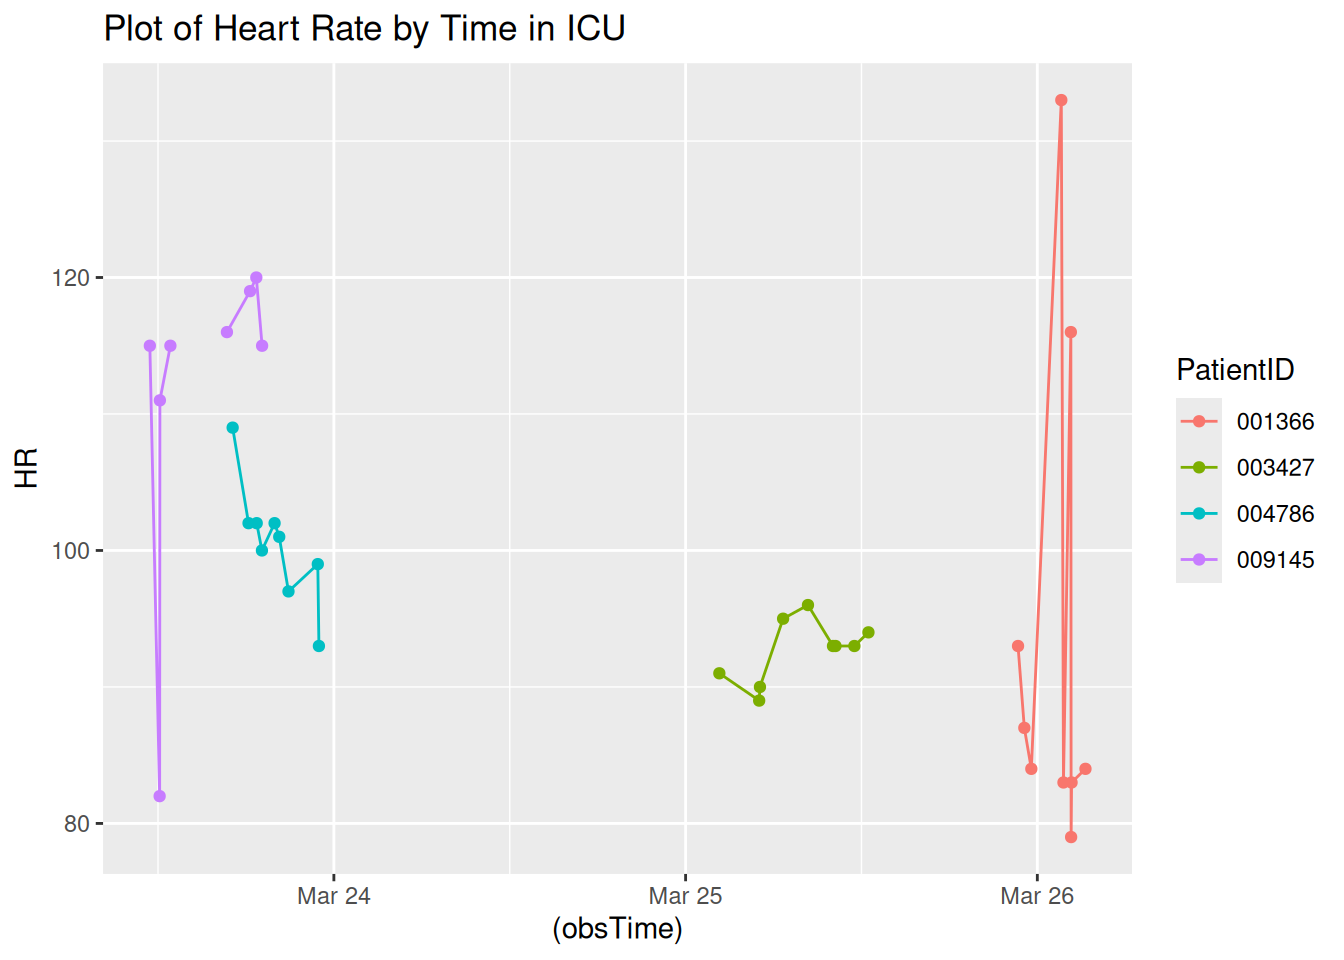 Plot of Heart Rate by Time in ICU
HR
120
100
80
Mar 24
Mar 25
Mar 26
(obsTime)
PatientID
001366
003427
004786
009145